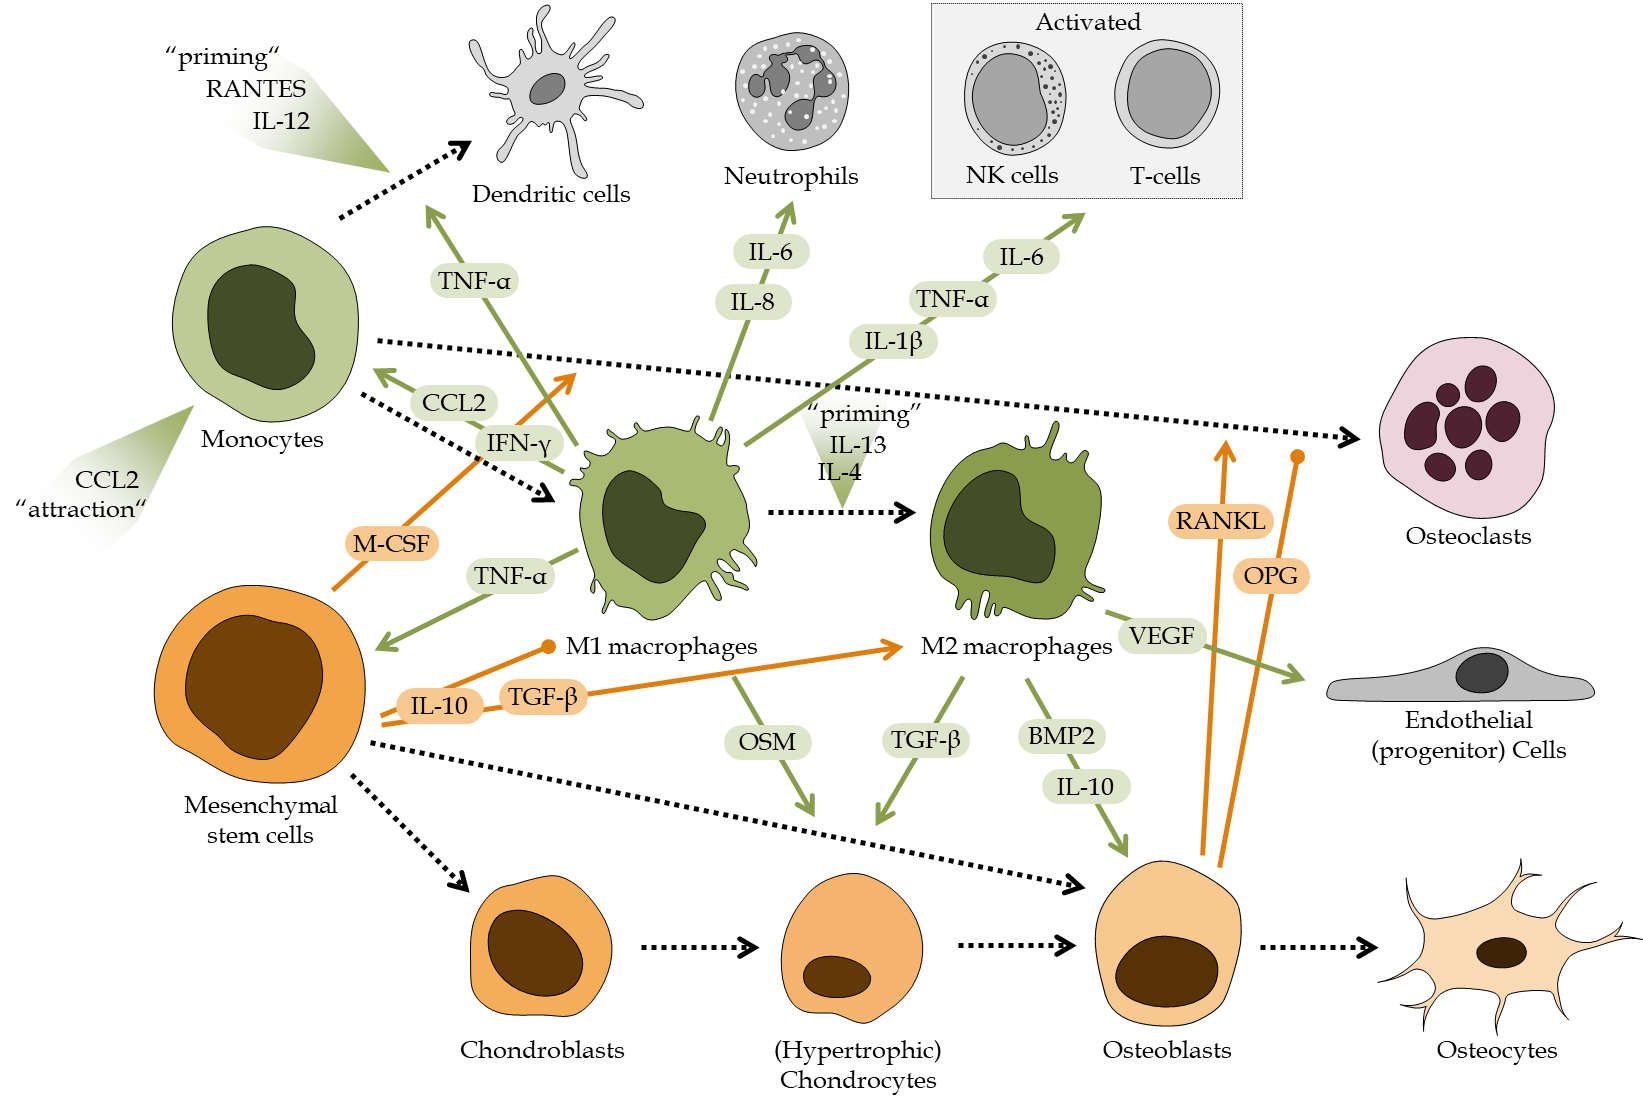 “priming“
RANTES
IL-12
Dendritic cells
Neutrophils
Activated
NK cells
T-cells
TNF-α
IL-6
IL-8
IL-6
TNF-α
IL-1β
Monocytes
CCL2
IFN-γ
“priming”
IL-13
IL-4
CCL2
“attraction“
M-CSF
TNF-α
RANKL
OPG
Osteoclasts
M1 macrophages
M2 macrophages
VEGF
IL-10
TGF-β
OSM
TGF-β
BMP2
IL-10
Endothelial
(progenitor) Cells
Mesenchymal
stem cells
Chondroblasts
(Hypertrophic)
Chondrocytes
Osteoblasts
Osteocytes